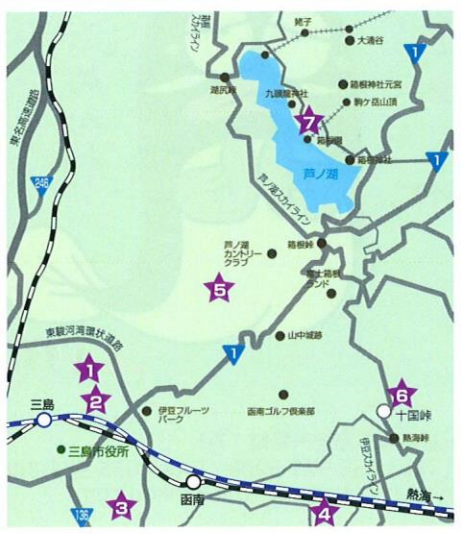 箱根
スカイライン
姥子
大涌谷
1
湖尻峠
九頭龍神社
箱根神社元宮
駒ケ岳山頂
東名高速道路
7
箱根園
246
芦ノ湖
箱根神社
1
芦ノ湖スカイライン
芦ノ湖
カントリー
クラブ
箱根峠
富士箱根
ランド
5
東駿河湾環状道路
1
山中城跡
1
2
6
三島
伊豆フルーツ
パーク
函南ゴルフ倶楽部
十国峠
三島市役所
熱海峠
伊豆スカイライン
函南
熱海→
136
3
4